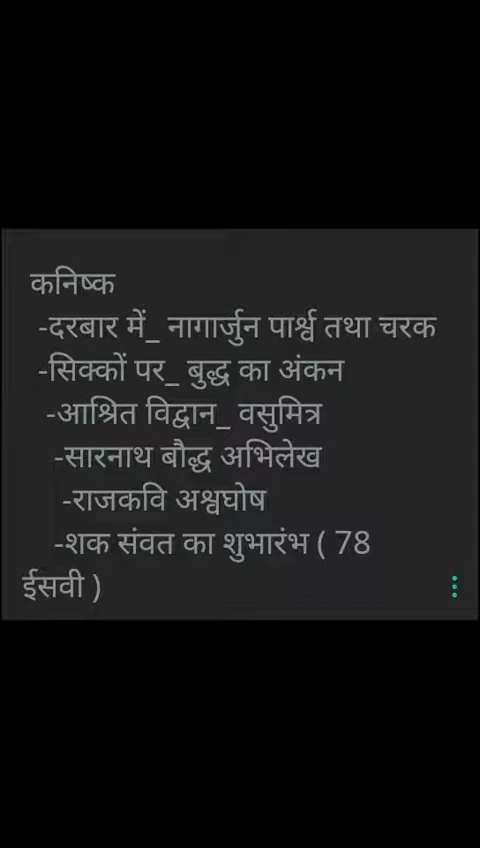 कनिष्क
-दरबार में_ नागार्जुन पार्श्व तथा चरक
-सिक्कों पर_ बुद्ध का अंकन
-आश्रित विद्वान_ वसुमित्र
-सारनाथ बौद्ध अभिलेख
-राजकवि अश्वघोष
-शक संवत का शुभारंभ ( 78
ईसवी )